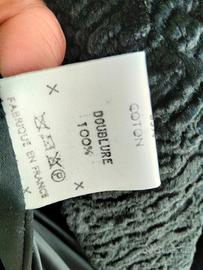 COTON
DOUBLURE
100%
FABRIQUE EN FRANCE